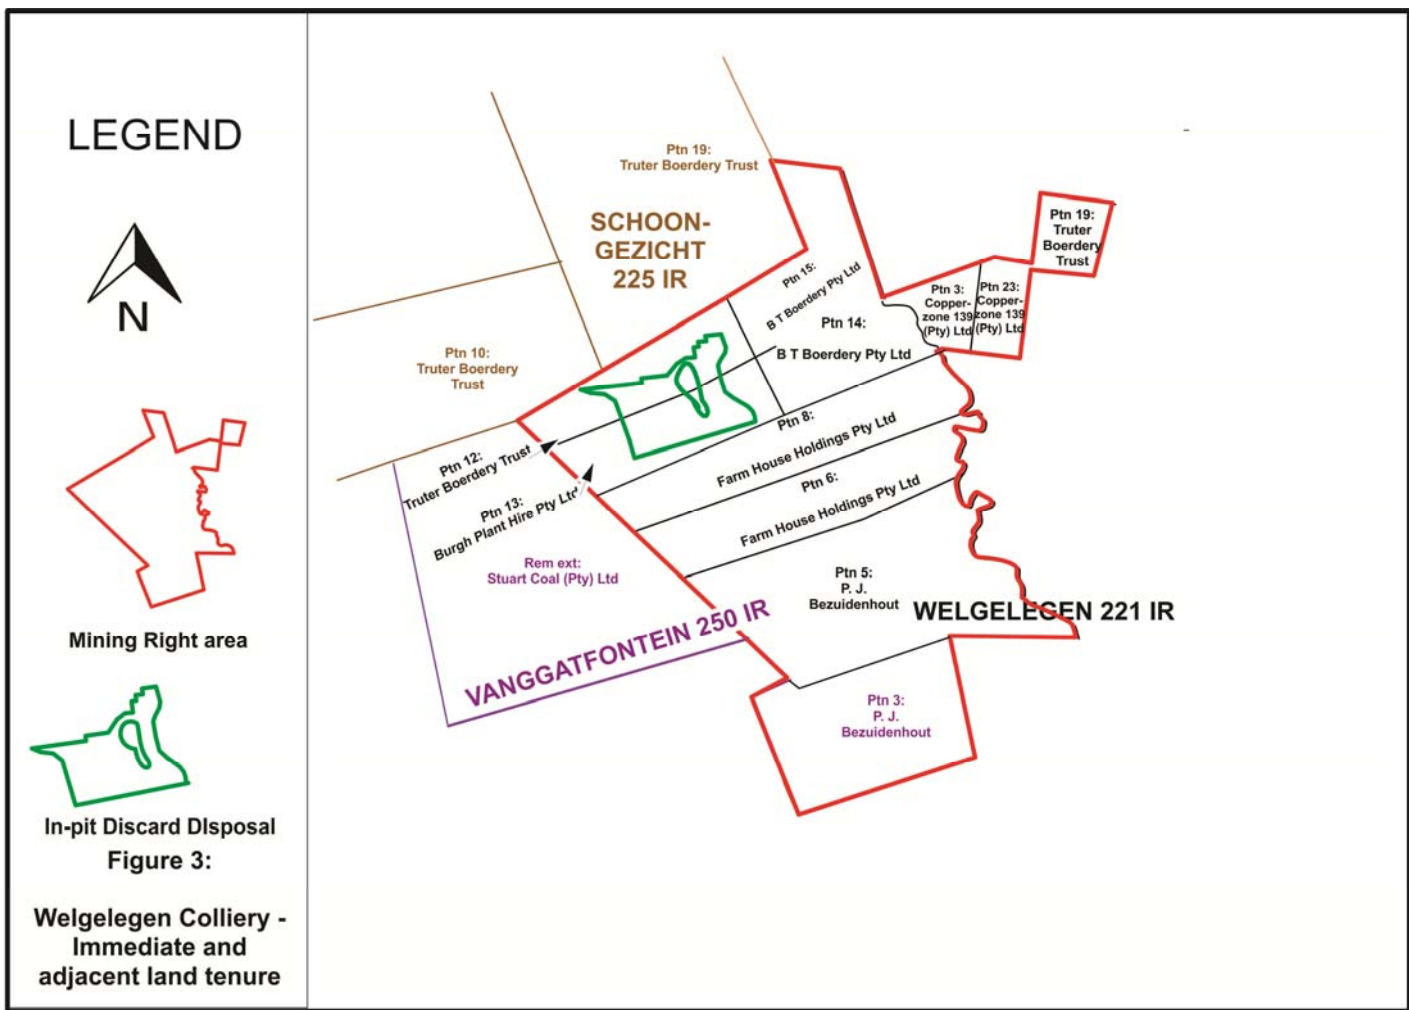 LEGEND
N
Mining Right area
In-pit Discard DIsposal
Figure 3:
Welgelegen Colliery -
Immediate and
adjacent land tenure
Ptn 19:
Truter Boerdery Trust
SCHOON-
GEZICHT
225 IR
Ptn 10:
Truter Boerdery
Trust
Ptn 15:
B T Boerdery Pty Ltd
Ptn 14:
B T Boerdery Pty Ltd
Ptn 3:
Copper-
zone 139
(Pty) Ltd
Ptn 23:
Copper-
zone 139
(Pty) Ltd
Ptn 19:
Truter
Boerdery
Trust
Ptn 12:
Truter Boerdery Trust
Ptn 13:
Burgh Plant Hire Pty Ltd
Ptn 8:
Farm House Holdings Pty Ltd
Ptn 6:
Farm House Holdings Pty Ltd
Rem ext:
Stuart Coal (Pty) Ltd
Ptn 5:
P. J.
Bezuidenhout
WELGELEGEN 221 IR
VANGGATFONTEIN 250 IR
Ptn 3:
P. J.
Bezuidenhout